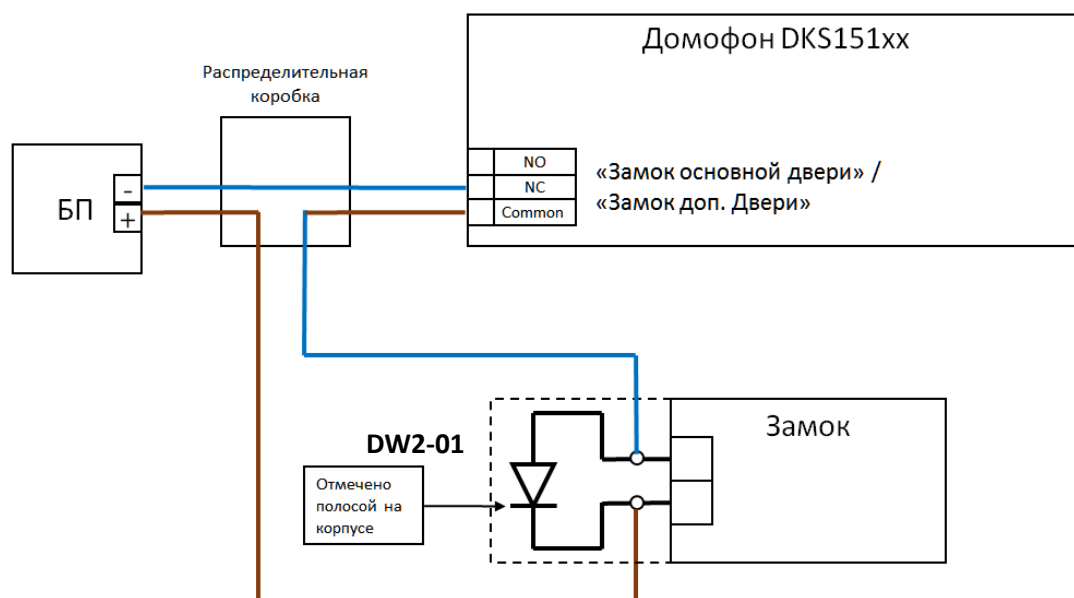 Домофон DKS151xx
Распределительная
коробка
БП
-
+
NO
NC
Common
«Замок основной двери» /
«Замок доп. Двери»
DW2-01
Замок
Отмечено
полосой на
корпусе